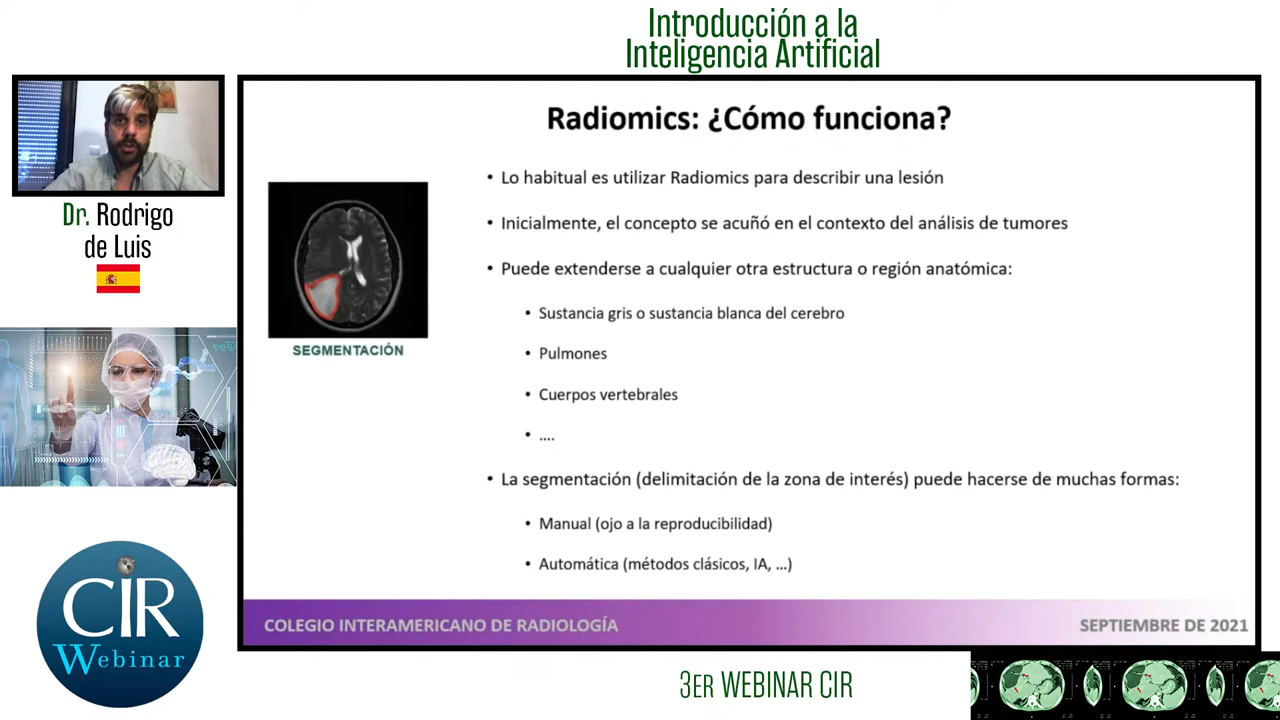 Introducción a la
Inteligencia Artificial
Dr. Rodrigo
de Luis
Radiomics: ¿Cómo funciona?
SEGMENTACIÓN
• Lo habitual es utilizar Radiomics para describir una lesión
• Inicialmente, el concepto se acuñó en el contexto del análisis de tumores
• Puede extenderse a cualquier otra estructura o región anatómica:
• Sustancia gris o sustancia blanca del cerebro
• Pulmones
• Cuerpos vertebrales
• ....
• La segmentación (delimitación de la zona de interés) puede hacerse de muchas formas:
• Manual (ojo a la reproducibilidad)
• Automática (métodos clásicos, IA, ...)
COLEGIO INTERAMERICANO DE RADIOLOGÍA
SEPTIEMBRE DE 2021
CIR
Webinar
3ER WEBINAR CIR